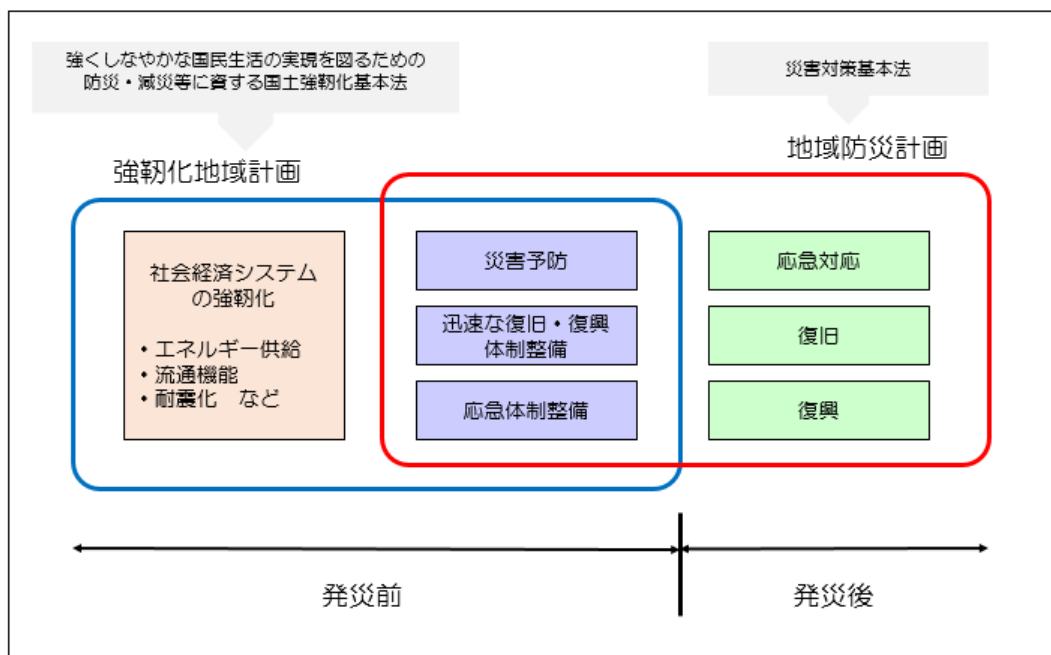 強くしなやかな国民生活の実現を図るための
防災・減災等に資する国土強靭化基本法
災害対策基本法
強靭化地域計画
地域防災計画
社会経済システム
の強靭化
・エネルギー供給
・流通機能
・耐震化　など
災害予防
迅速な復旧・復興
体制整備
応急体制整備
応急対応
復旧
復興
発災前
発災後